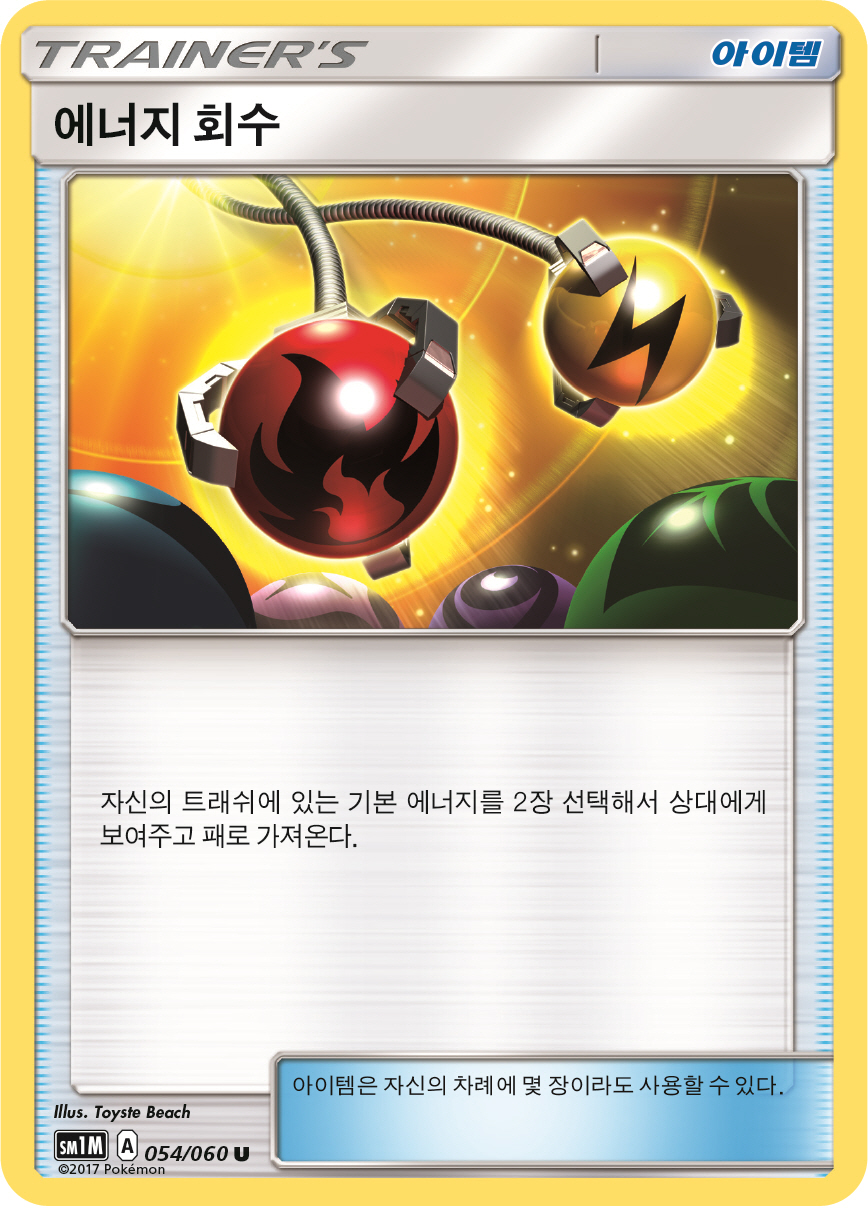 TRAINER'S 아이템
에너지 회수
자신의 트래쉬에 있는 기본 에너지를 2장 선택해서 상대에게
보여주고 패로 가져온다.
아이템은 자신의 차례에 몇 장이라도 사용할 수 있다.
Illus. Toyste Beach
SM1M A 054/060 U
©2017 Pokémon